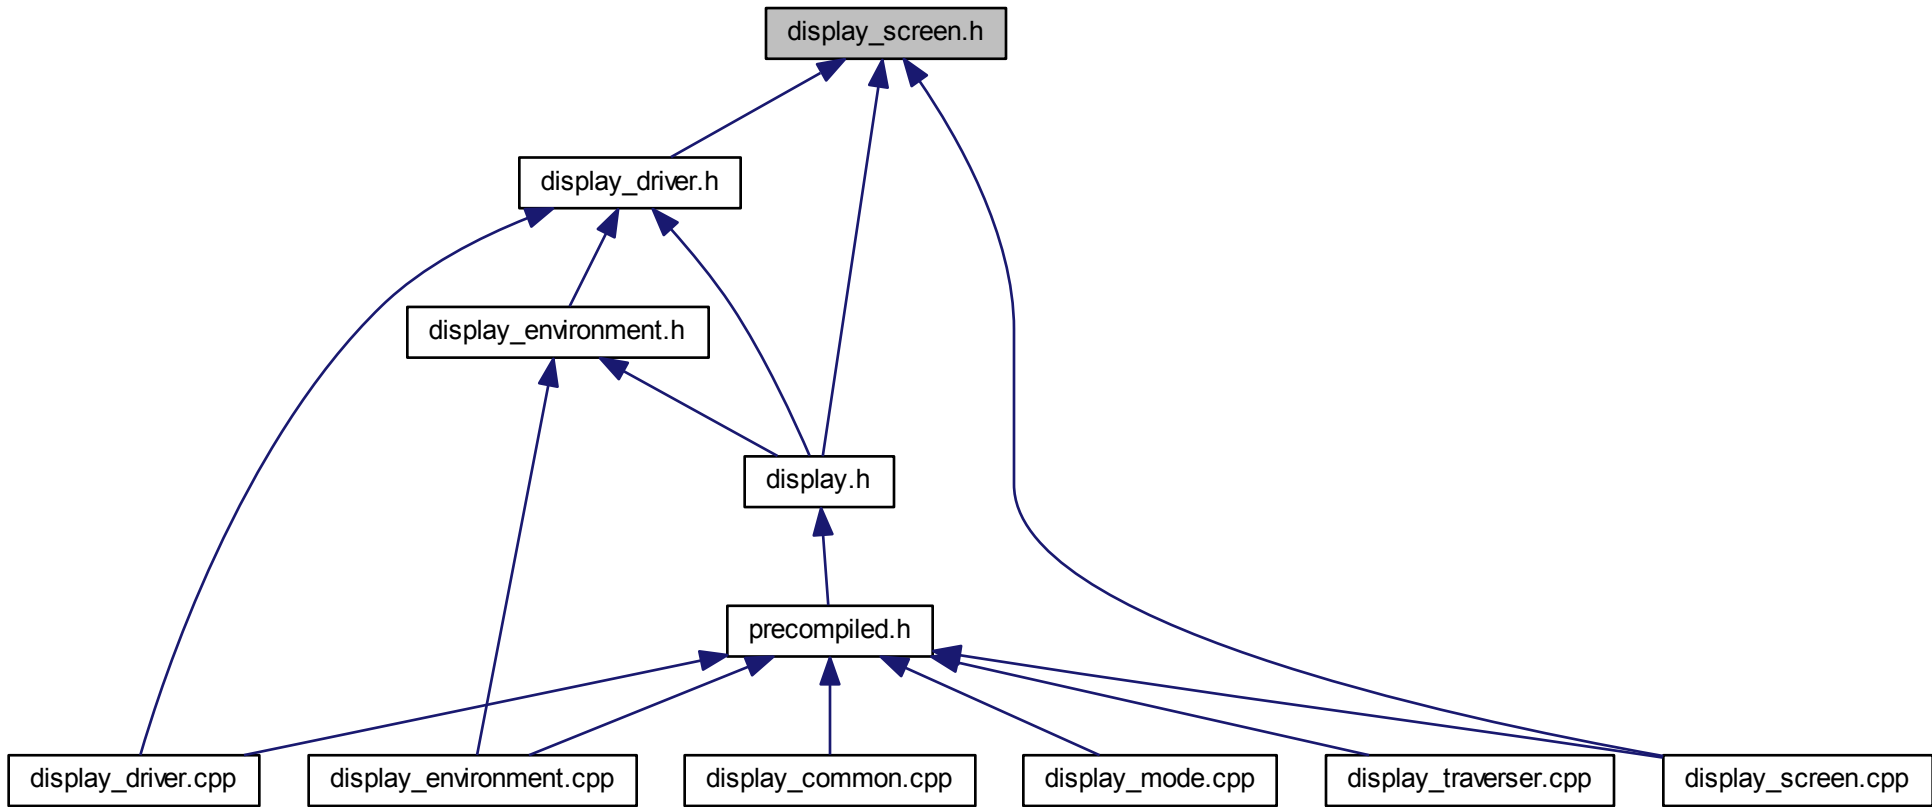 display_screen.h
display_driver.h
display_environment.h
display.h
precompiled.h
display_driver.cpp
display_environment.cpp
display_common.cpp
display_mode.cpp
display_traverser.cpp
display_screen.cpp